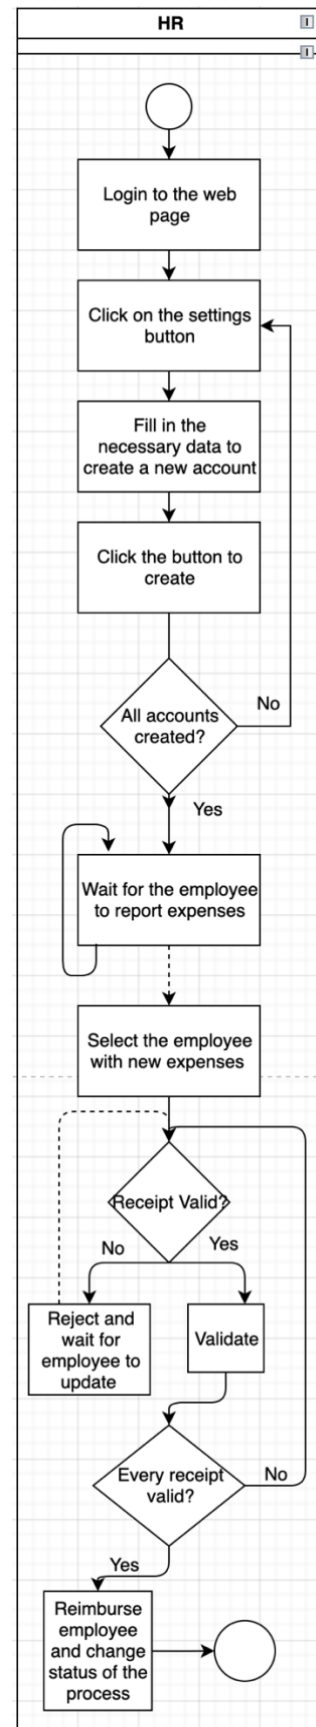 HR
Login to the web
page
Click on the settings
button
Fill in the
necessary data to
create a new account
Click the button to
create
All accounts
created?
No
Yes
Wait for the employee
to report expenses
Select the employee
with new expenses
Receipt Valid?
No
Yes
Reject and
wait for
employee to
update
Validate
Every receipt
valid?
No
Yes
Reimburse
employee
and change
status of the
process